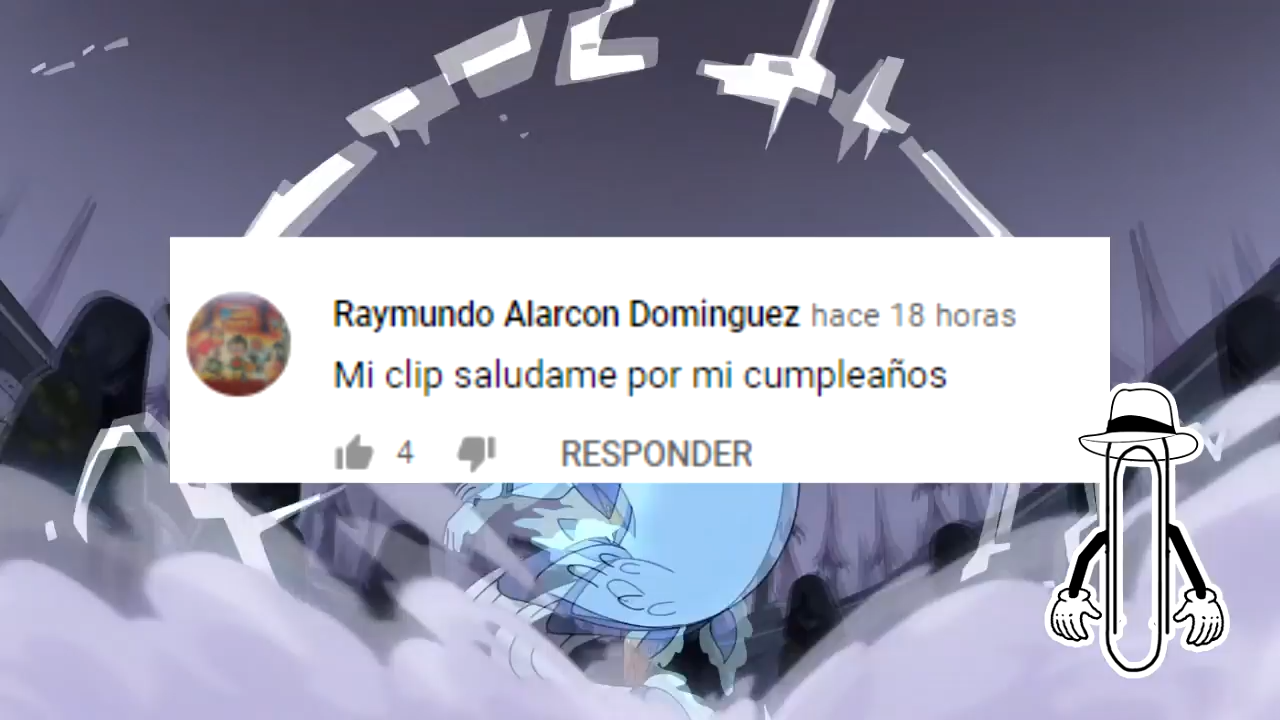 Raymundo Alarcon Dominguez hace 18 horas
Mi clip saludame por mi cumpleaños
4 RESPONDER